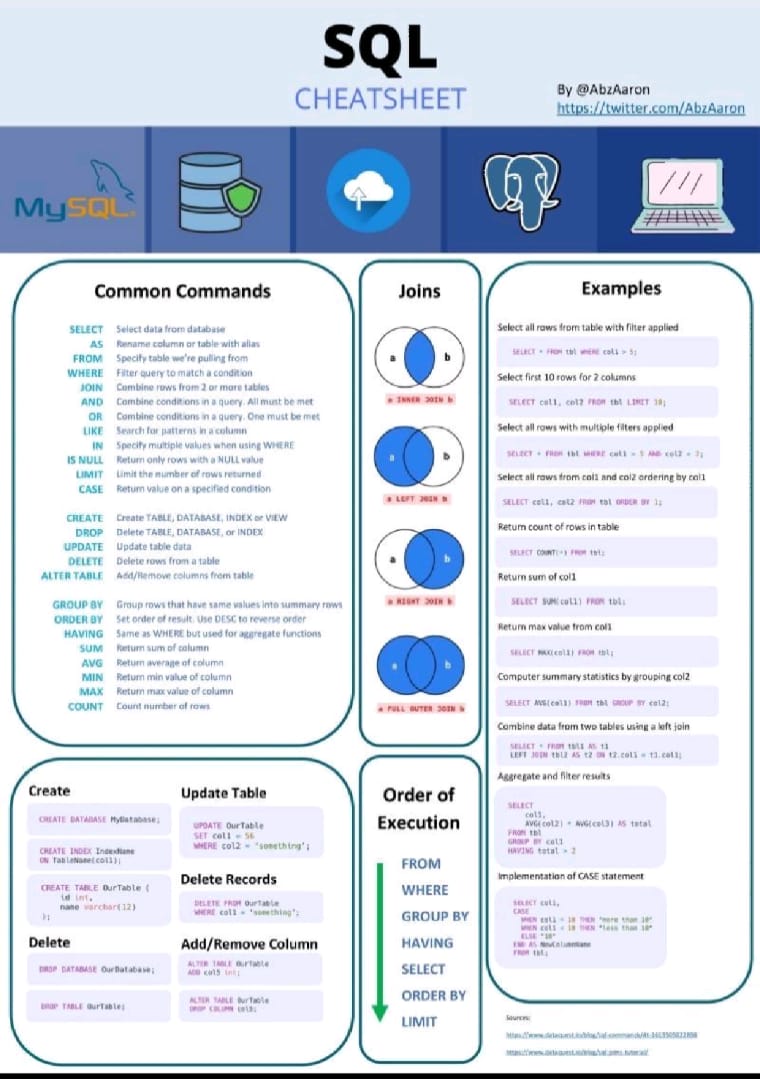 SQL
CHEATSHEET
By @AbzAaron
https://twitter.com/AbzAaron
MySQL
Common Commands
SELECT Select data from database
AS Rename column or table with alias
FROM Specify table we're pulling from
WHERE Filter query to match a condition
JOIN Combine rows from 2 or more tables
AND Combine conditions in a query. All must be met
OR Combine conditions in a query. One must be met
LIKE Search for patterns in a column
IN Specify multiple values when using WHERE
IS NULL Return only rows with a NULL value
LIMIT Limit the number of rows returned
CASE Return value on a specified condition
CREATE Create TABLE, DATABASE, INDEX or VIEW
DROP Delete TABLE, DATABASE, or INDEX
UPDATE Update table data
DELETE Delete rows from a table
ALTER TABLE Add/Remove columns from table
GROUP BY Group rows that have same values into summary rows
ORDER BY Set order of result. Use DESC to reverse order
HAVING Same as WHERE but used for aggregate functions
SUM Return sum of column
AVG Return average of column
MIN Return min value of column
MAX Return max value of column
COUNT Count number of rows
Joins
a b
a INNER JOIN b
a b
a LEFT JOIN b
a b
a RIGHT JOIN b
a b
a FULL OUTER JOIN b
Examples
Select all rows from table with filter applied
SELECT * FROM tbl WHERE col1 > 5;
Select first 10 rows for 2 columns
SELECT col1, col2 FROM tbl LIMIT 10;
Select all rows with multiple filters applied
SELECT * FROM tbl WHERE col1 > 5 AND col2 < 2;
Select all rows from col1 and col2 ordering by col1
SELECT col1, col2 FROM tbl ORDER BY 1;
Return count of rows in table
SELECT COUNT(*) FROM tbl;
Return sum of col1
SELECT SUM(col1) FROM tbl;
Return max value from col1
SELECT MAX(col1) FROM tbl;
Computer summary statistics by grouping col2
SELECT AVG(col1) FROM tbl GROUP BY col2;
Combine data from two tables using a left join
SELECT * FROM tbl1 AS t1
LEFT JOIN tbl2 AS t2 ON t2.col1 = t1.col1;
Aggregate and filter results
SELECT
col1,
AVG(col2) + AVG(col3) AS total
FROM tbl
GROUP BY col1
HAVING total > 2
Implementation of CASE statement
SELECT col1,
CASE
WHEN col1 > 10 THEN "more than 10"
WHEN col1 < 10 THEN "less than 10"
ELSE "10"
END AS NewColumnName
FROM tbl;
Create
CREATE DATABASE MyDatabase;
CREATE INDEX IndexName
ON TableName(col1);
CREATE TABLE OurTable (
id int,
name varchar(12)
);
Delete
DROP DATABASE OurDatabase;
DROP TABLE OurTable;
Update Table
UPDATE OurTable
SET col1 = 56
WHERE col2 = 'something';
Delete Records
DELETE FROM OurTable
WHERE col1 = 'something';
Add/Remove Column
ALTER TABLE OurTable
ADD col5 int;
ALTER TABLE OurTable
DROP COLUMN col5;
Order of
Execution
FROM
WHERE
GROUP BY
HAVING
SELECT
ORDER BY
LIMIT
Sources: